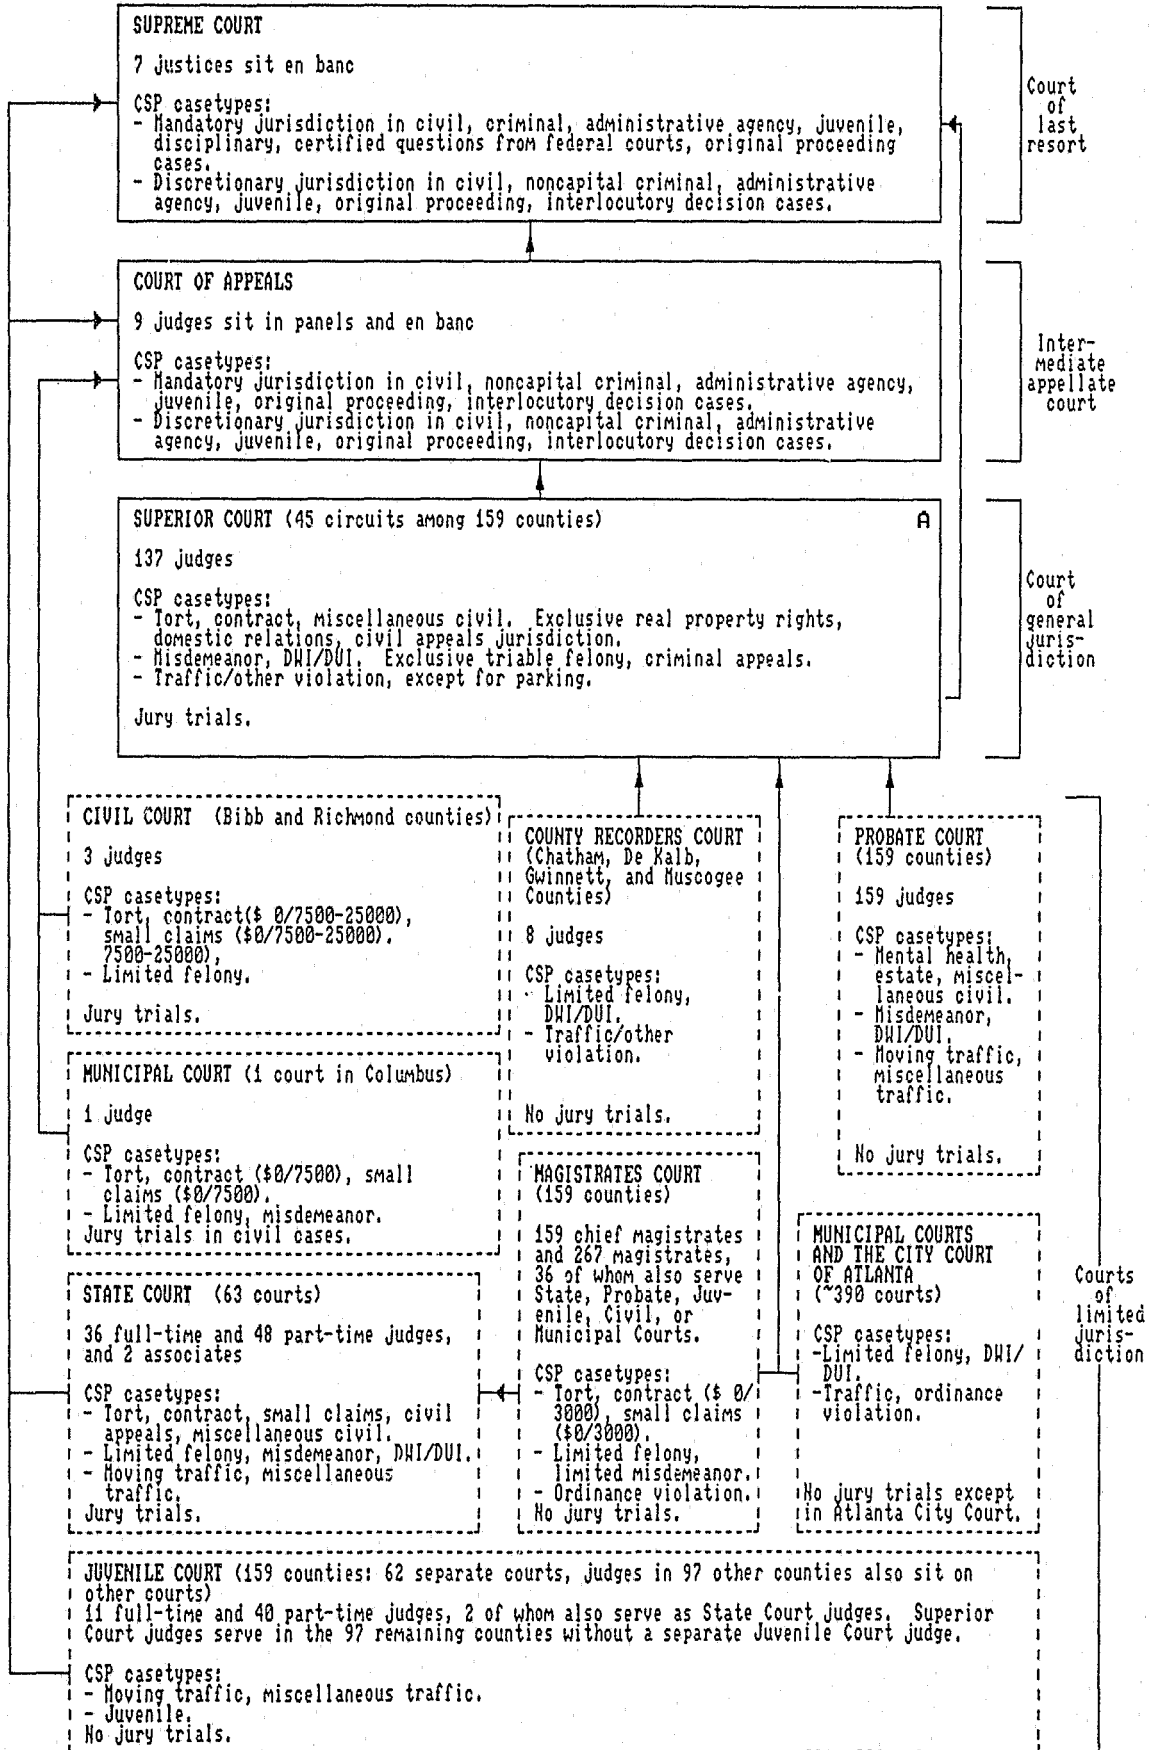 SUPREME COURT
7 justices sit en banc
CSP casetypes:
- Mandatory jurisdiction in civil, criminal, administrative agency, juvenile,
disciplinary, certified questions from federal courts, original proceeding
cases.
- Discretionary jurisdiction in civil, noncapital criminal, administrative
agency, juvenile, original proceeding, interlocutory decision cases.
Court
of
last
resort
COURT OF APPEALS
9 judges sit in panels and en banc
CSP casetypes:
- Mandatory jurisdiction in civil, noncapital criminal, administrative agency,
juvenile, original proceeding, interlocutory decision cases.
- Discretionary jurisdiction in civil, noncapital criminal, administrative
agency, juvenile, original proceeding, interlocutory decision cases.
Inter-
mediate
appellate
court
SUPERIOR COURT (45 circuits among 159 counties)
A
137 judges
CSP casetypes:
- Tort, contract, miscellaneous civil. Exclusive real property rights,
domestic relations, civil appeals jurisdiction.
- Misdemeanor, DWI/DUI. Exclusive triable felony, criminal appeals.
- Traffic/other violation, except for parking.
Jury trials.
Court
of
general
juris-
diction
CIVIL COURT (Bibb and Richmond counties)
3 judges
CSP casetypes:
- Tort, contract($ 0/7500-25000),
small claims ($0/7500-25000).
7500-25000),
- Limited felony.
Jury trials.
COUNTY RECORDERS COURT
(Chatham, De Kalb,
Gwinnett, and Muscogee
Counties)
8 judges
CSP casetypes:
- Limited felony,
DWI/DUI.
- Traffic/other
violation.
No jury trials.
PROBATE COURT
(159 counties)
159 judges
CSP casetypes:
- Mental health,
estate, miscel-
laneous civil.
- Misdemeanor,
DWI/DUI.
- Moving traffic,
miscellaneous
traffic.
No jury trials.
MUNICIPAL COURT (1 court in Columbus)
1 judge
CSP casetypes:
- Tort, contract ($0/7500), small
claims ($0/7500).
- Limited felony, misdemeanor.
Jury trials in civil cases.
MAGISTRATES COURT
(159 counties)
159 chief magistrates
and 267 magistrates,
36 of whom also serve
State, Probate, Juv-
enile, Civil, or
Municipal Courts.
CSP casetypes:
- Tort, contract ($ 0/
3000), small claims
($0/3000).
- Limited felony,
limited misdemeanor.
- Ordinance violation.
No jury trials.
MUNICIPAL COURTS
AND THE CITY COURT
OF ATLANTA
(~390 courts)
CSP casetypes:
-Limited felony, DWI/
DUI.
-Traffic, ordinance
violation.
No jury trials except
in Atlanta City Court.
STATE COURT (63 courts)
36 full-time and 48 part-time judges,
and 2 associates
CSP casetypes:
- Tort, contract, small claims, civil
appeals, miscellaneous civil.
- Limited felony, misdemeanor, DWI/DUI.
- Moving traffic, miscellaneous
traffic.
Jury trials.
Courts
of
limited
juris-
diction
JUVENILE COURT (159 counties: 62 separate courts, judges in 97 other counties also sit on
other courts)
11 full-time and 40 part-time judges, 2 of whom also serve as State Court judges. Superior
Court judges serve in the 97 remaining counties without a separate Juvenile Court judge.
CSP casetypes:
- Moving traffic, miscellaneous traffic.
- Juvenile.
No jury trials.